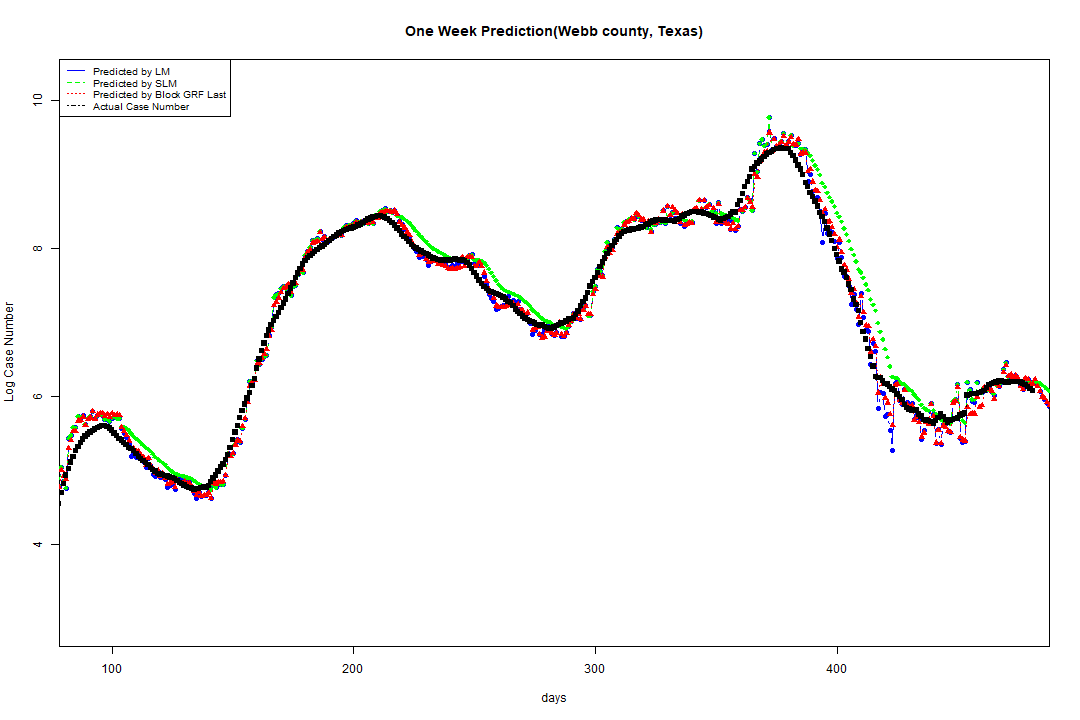 One Week Prediction(Webb county, Texas)
Predicted by LM
Predicted by SLM
Predicted by Block GRF Last
Actual Case Number
10
8
6
4
Log Case Number
100 200 300 400
days